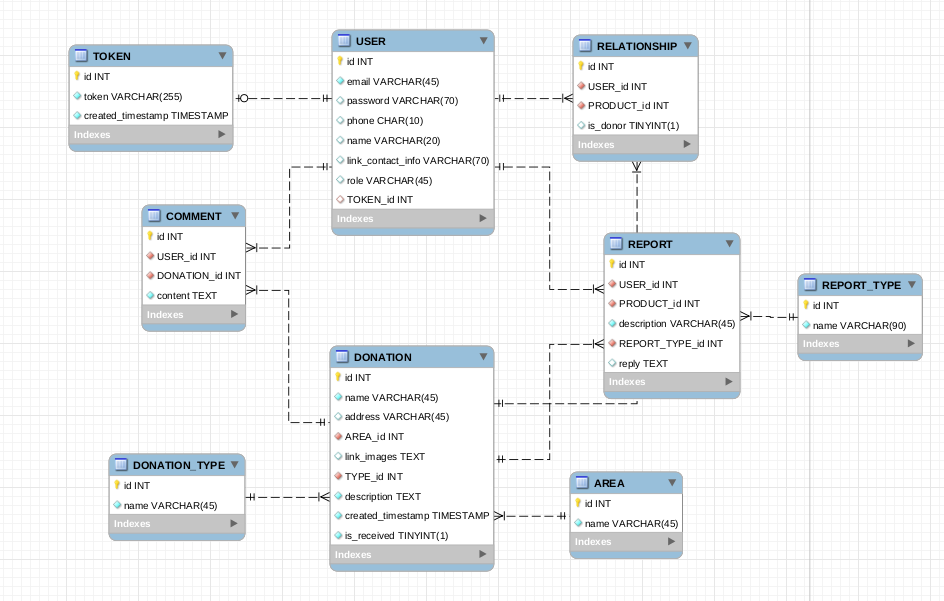 TOKEN
id INT
token VARCHAR(255)
created_timestamp TIMESTAMP
Indexes
USER
id INT
email VARCHAR(45)
password VARCHAR(70)
phone CHAR(10)
name VARCHAR(20)
link_contact_info VARCHAR(70)
role VARCHAR(45)
TOKEN_id INT
Indexes
RELATIONSHIP
id INT
USER_id INT
PRODUCT_id INT
is_donor TINYINT(1)
Indexes
COMMENT
id INT
USER_id INT
DONATION_id INT
content TEXT
Indexes
REPORT
id INT
USER_id INT
PRODUCT_id INT
description VARCHAR(45)
REPORT_TYPE_id INT
reply TEXT
Indexes
REPORT_TYPE
id INT
name VARCHAR(90)
Indexes
DONATION
id INT
name VARCHAR(45)
address VARCHAR(45)
AREA_id INT
link_images TEXT
TYPE_id INT
description TEXT
created_timestamp TIMESTAMP
is_received TINYINT(1)
Indexes
DONATION_TYPE
id INT
name VARCHAR(45)
Indexes
AREA
id INT
name VARCHAR(45)
Indexes